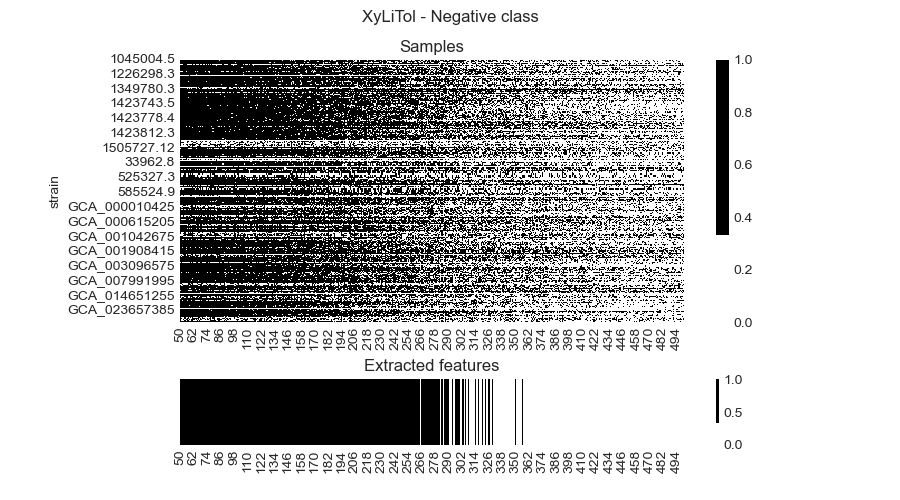 XyLiTol - Negative class
Samples
strain
1045004.5
1226298.3
1349780.3
1423743.5
1423778.4
1423812.3
1505727.12
33962.8
525327.3
585524.9
GCA_000010425
GCA_000615205
GCA_001042675
GCA_001908415
GCA_003096575
GCA_007991995
GCA_014651255
GCA_023657385
1.0
0.8
0.6
0.4
0.2
0.0
50 62 74 86 98 110 122 134 146 158 170 182 194 206 218 230 242 254 266 278 290 302 314 326 338 350 362 374 386 398 410 422 434 446 458 470 482 494
Extracted features
1.0
0.5
0.0
50 62 74 86 98 110 122 134 146 158 170 182 194 206 218 230 242 254 266 278 290 302 314 326 338 350 362 374 386 398 410 422 434 446 458 470 482 494